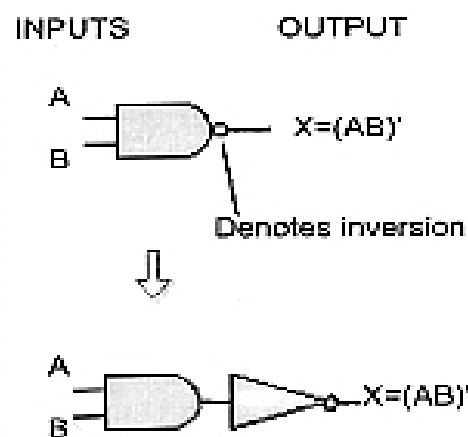 INPUTS OUTPUT
A
X=(AB)'
B
Denotes inversion
A
X=(AB)'
B